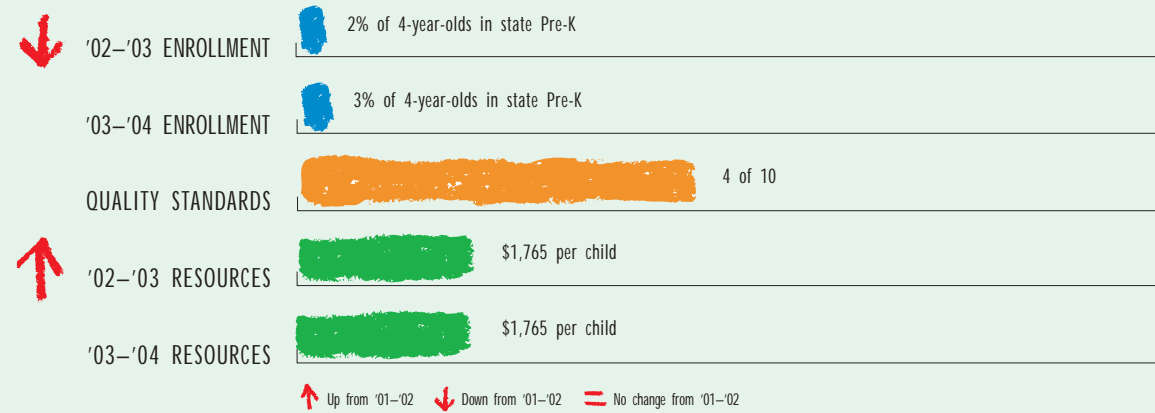 2% of 4-year-olds in state Pre-K
'02–'03 ENROLLMENT
3% of 4-year-olds in state Pre-K
'03–'04 ENROLLMENT
4 of 10
QUALITY STANDARDS
$1,765 per child
'02–'03 RESOURCES
$1,765 per child
'03–'04 RESOURCES
Up from '01–'02 Down from '01–'02 No change from '01–'02